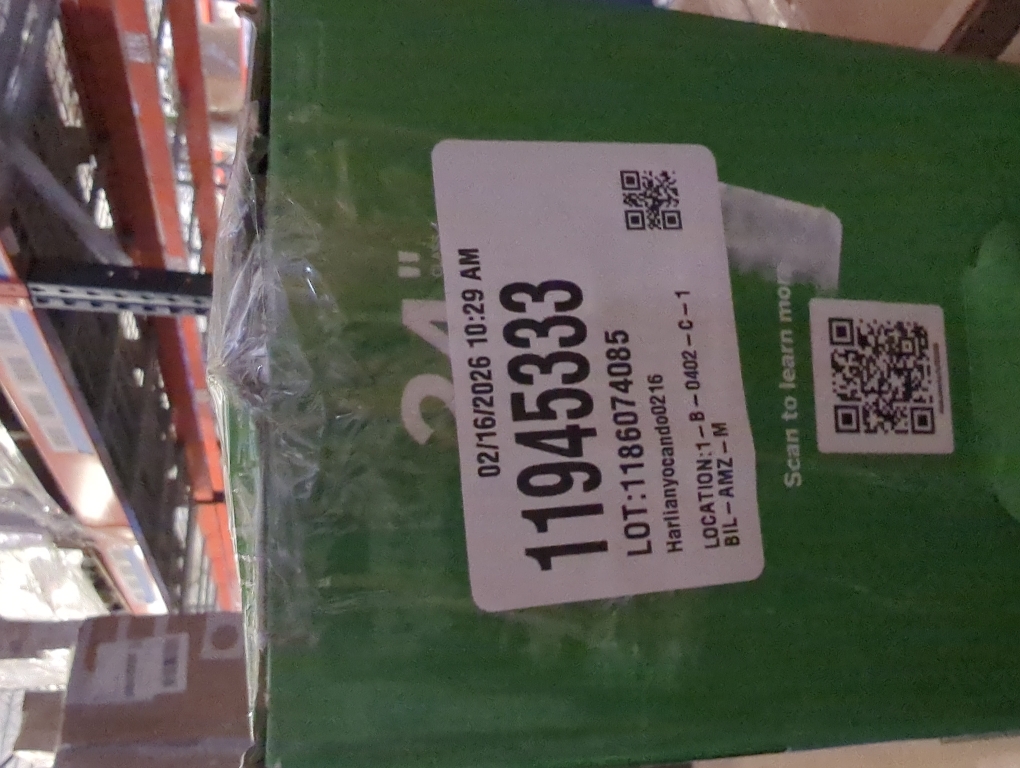 24"
02/16/2026 10:29 AM
11945333
LOT:1186074085
Harlianyocando0216
LOCATION:1-B-0402-C-1
BIL-AMZ-M
Scan to learn more